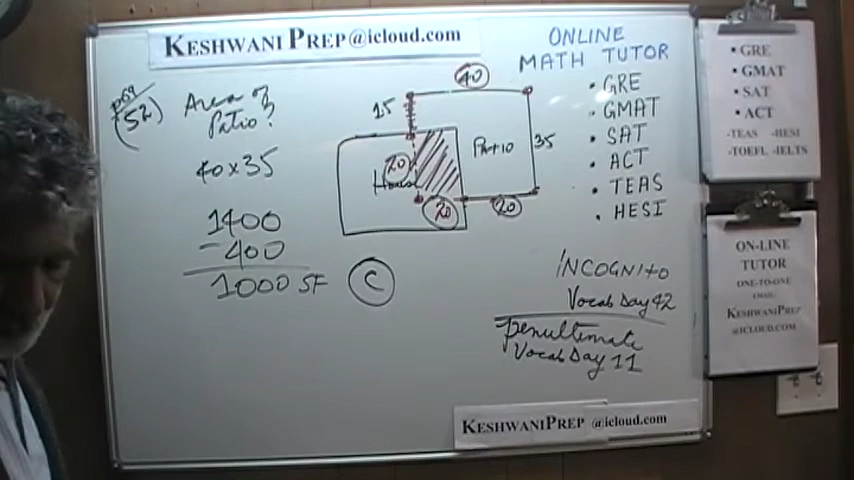 KESHWANI PREP@icloud.com
P69
(52)
Area of
Patio?
40 x 35
1400
- 400
1000 SF
C
40
15
Patio
35
20
House
20
20
ONLINE
MATH TUTOR
• GRE
• GMAT
• SAT
• ACT
• TEAS
• HESI
INCOGNITO
Vocab Day 42
penultimate
Vocab Day 11
KESHWANIPREP @icloud.com
• GRE
• GMAT
• SAT
• ACT
-TEAS -HESI
-TOEFL -IELTS
ON-LINE
TUTOR
ONE-TO-ONE
EMAIL:
KESHWANIPREP
@ICLOUD.COM